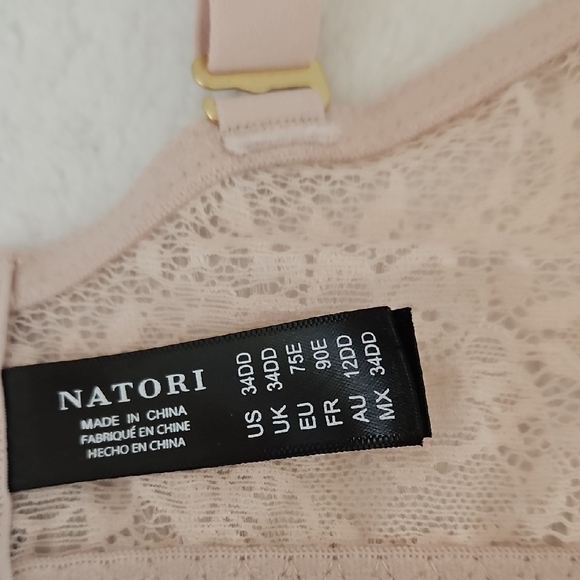 NATORI
MADE IN CHINA
FABRIQUÉ EN CHINE
HECHO EN CHINA
US 34DD
UK 34DD
EU 75E
FR 90E
AU 12DD
MX 34DD